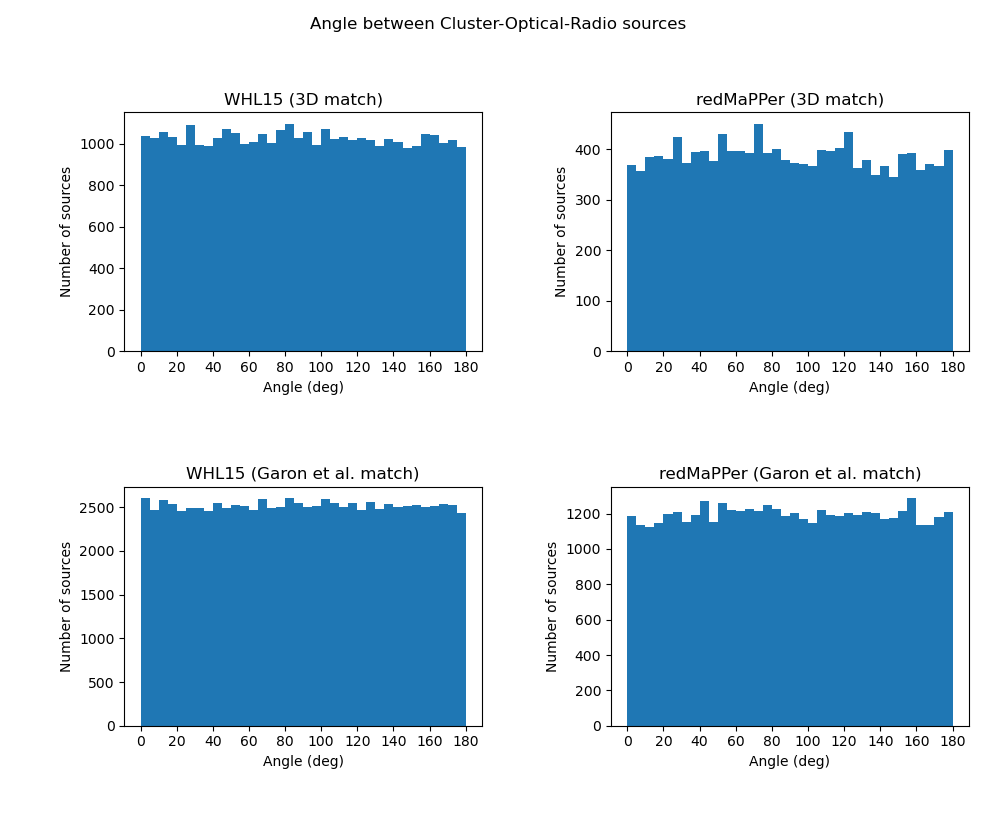 Angle between Cluster-Optical-Radio sources
WHL15 (3D match)
1000
800
600
400
200
0
Number of sources
0 20 40 60 80 100 120 140 160 180
Angle (deg)
redMaPPer (3D match)
400
300
200
100
0
Number of sources
0 20 40 60 80 100 120 140 160 180
Angle (deg)
WHL15 (Garon et al. match)
2500
2000
1500
1000
500
0
Number of sources
0 20 40 60 80 100 120 140 160 180
Angle (deg)
redMaPPer (Garon et al. match)
1200
1000
800
600
400
200
0
Number of sources
0 20 40 60 80 100 120 140 160 180
Angle (deg)